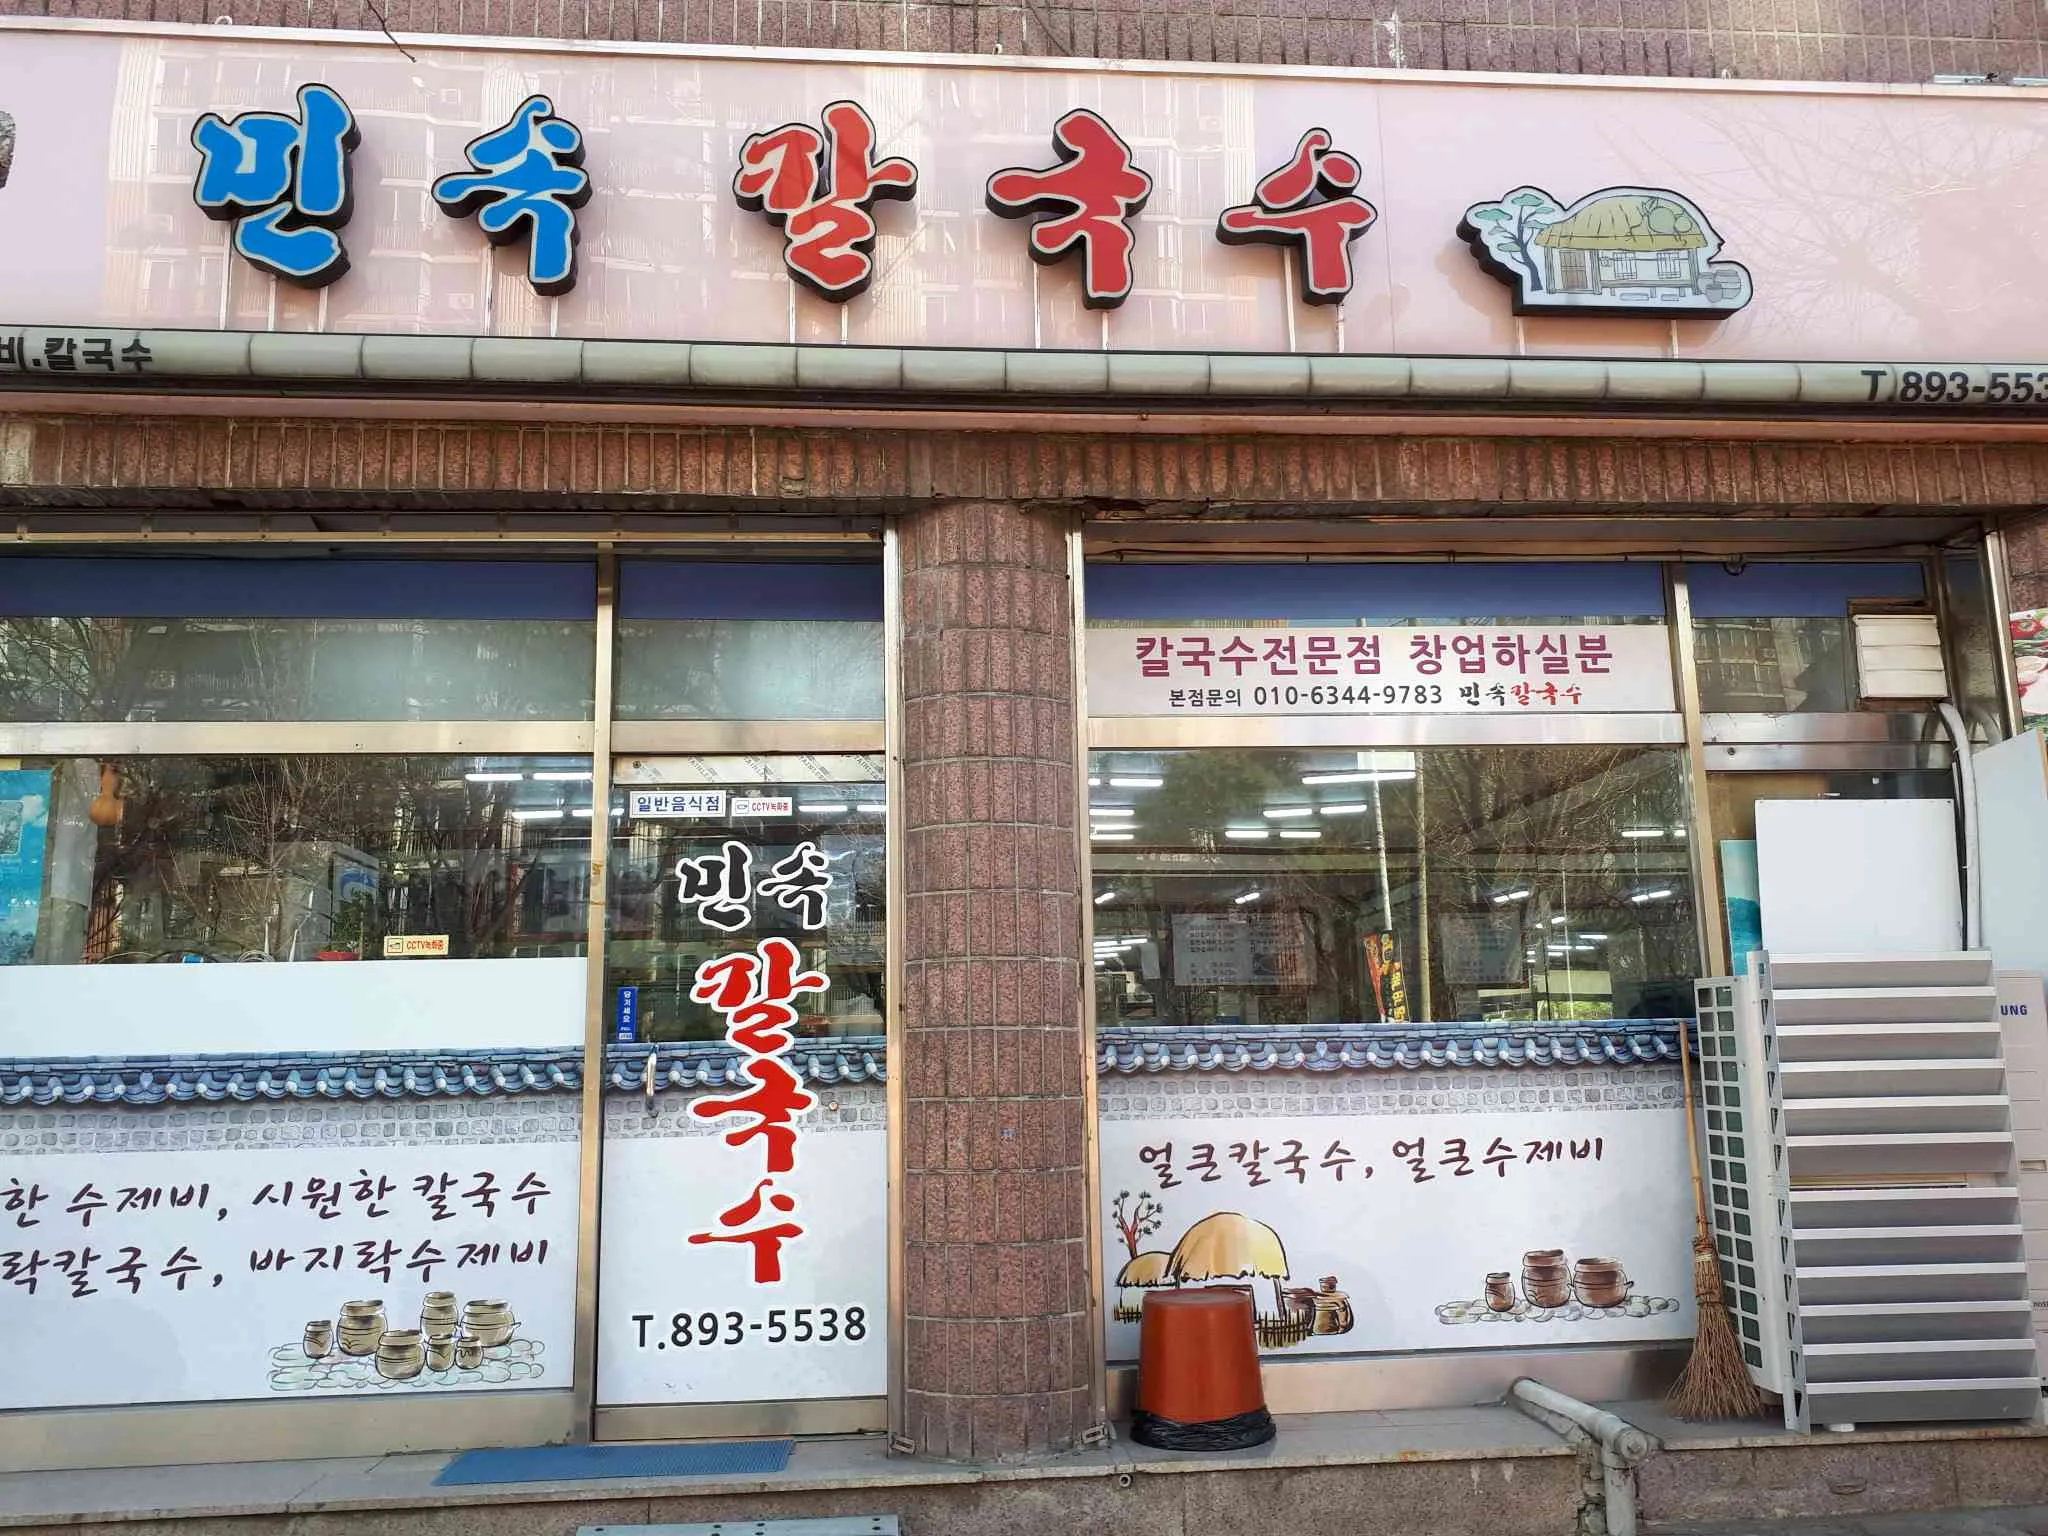 민속칼국수
비.칼국수
T.893-553
칼국수전문점 창업하실분
본점문의 010-6344-9783 민속칼국수
일반음식점
CCTV녹화중
CCTV녹화중
민속
칼국수
당기세요
T.893-5538
한 수제비, 시원한 칼국수
락칼국수, 바지락수제비
얼큰칼국수, 얼큰수제비
UNG